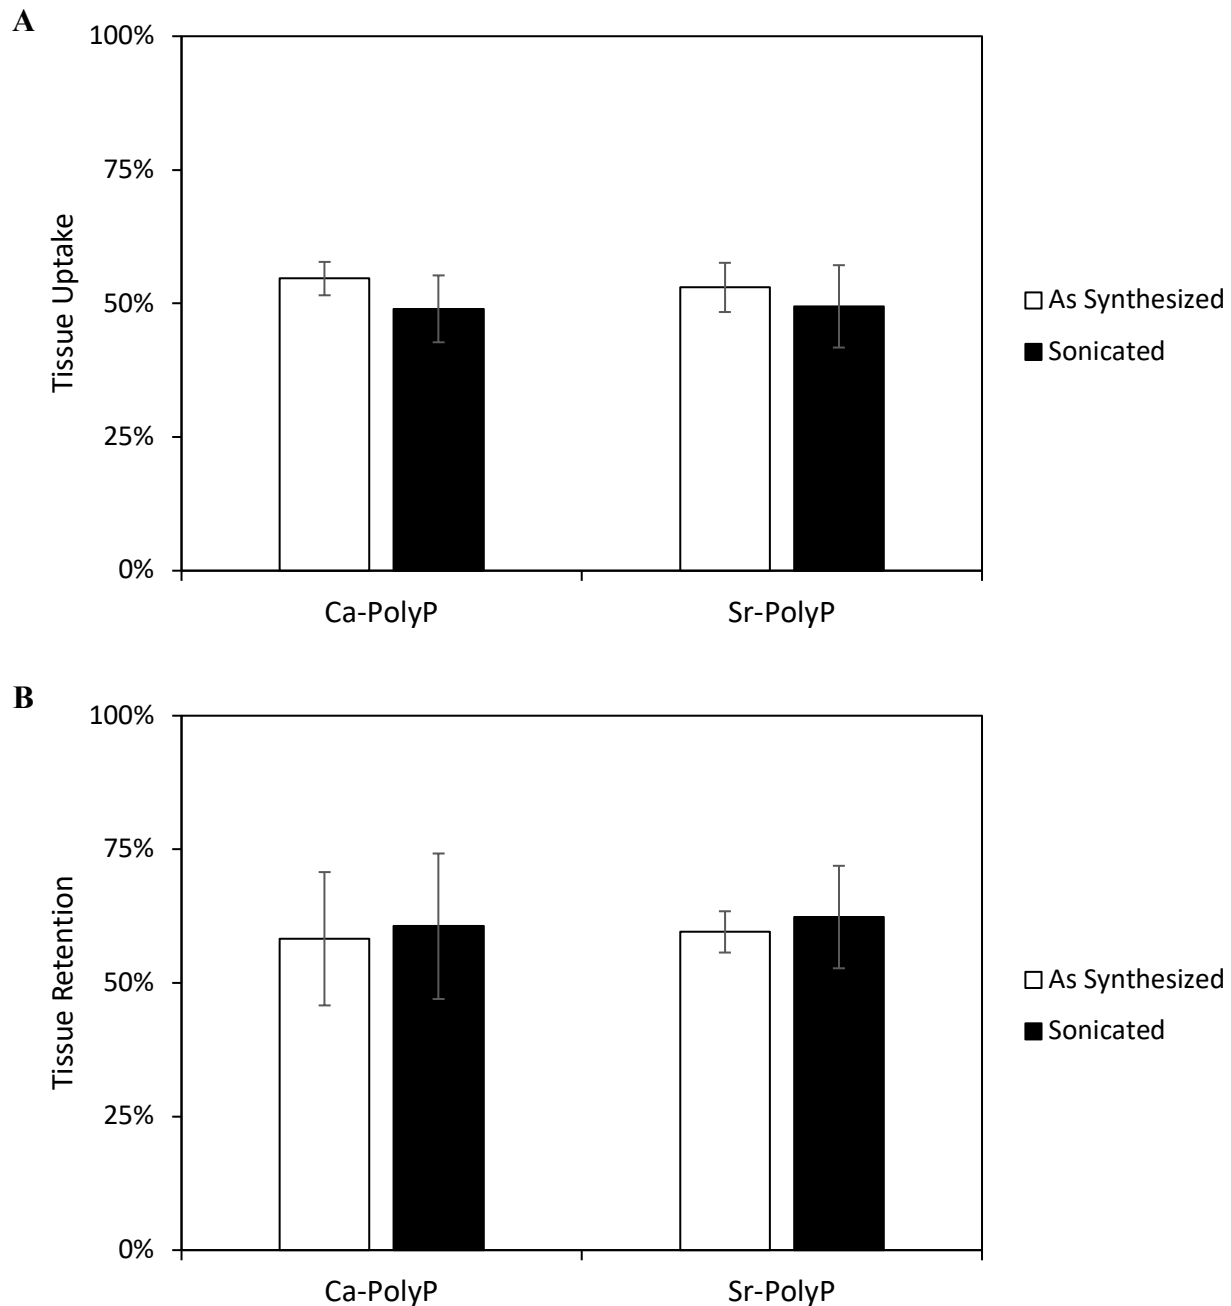 A
100%
75%
50%
25%
0%
Tissue Uptake
Ca-PolyP
Sr-PolyP
As Synthesized
Sonicated
B
100%
75%
50%
25%
0%
Tissue Retention
Ca-PolyP
Sr-PolyP
As Synthesized
Sonicated